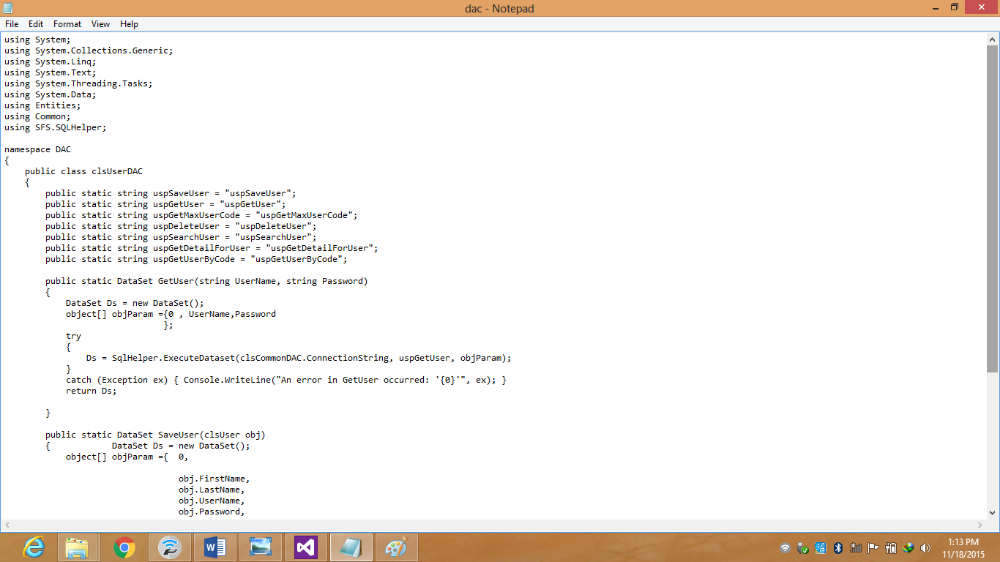 dac - Notepad
File Edit Format View Help
using System;
using System.Collections.Generic;
using System.Linq;
using System.Text;
using System.Threading.Tasks;
using System.Data;
using Entities;
using Common;
using SFS.SQLHelper;

namespace DAC
{
    public class clsUserDAC
    {
        public static string uspSaveUser = "uspSaveUser";
        public static string uspGetUser = "uspGetUser";
        public static string uspGetMaxUserCode = "uspGetMaxUserCode";
        public static string uspDeleteUser = "uspDeleteUser";
        public static string uspSearchUser = "uspSearchUser";
        public static string uspGetDetailForUser = "uspGetDetailForUser";
        public static string uspGetUserByCode = "uspGetUserByCode";

        public static DataSet GetUser(string UserName, string Password)
        {
            DataSet Ds = new DataSet();
            object[] objParam ={0 , UserName,Password
                               };
            try
            {
                Ds = SqlHelper.ExecuteDataset(clsCommonDAC.ConnectionString, uspGetUser, objParam);
            }
            catch (Exception ex) { Console.WriteLine("An error in GetUser occurred: '{0}'", ex); }
            return Ds;

        }

        public static DataSet SaveUser(clsUser obj)
        {            DataSet Ds = new DataSet();
            object[] objParam ={  0,

                                  obj.FirstName,
                                  obj.LastName,
                                  obj.UserName,
                                  obj.Password,
1:13 PM
11/18/2015